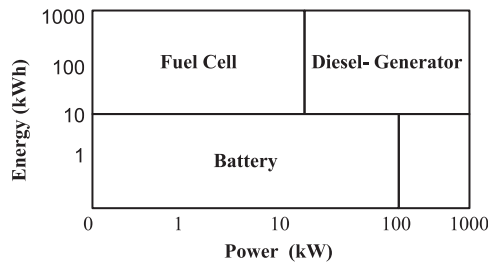 1000
Fuel Cell Diesel- Generator
100
10
Battery
1
Energy (kWh)
0 1 10 100 1000
Power (kW)